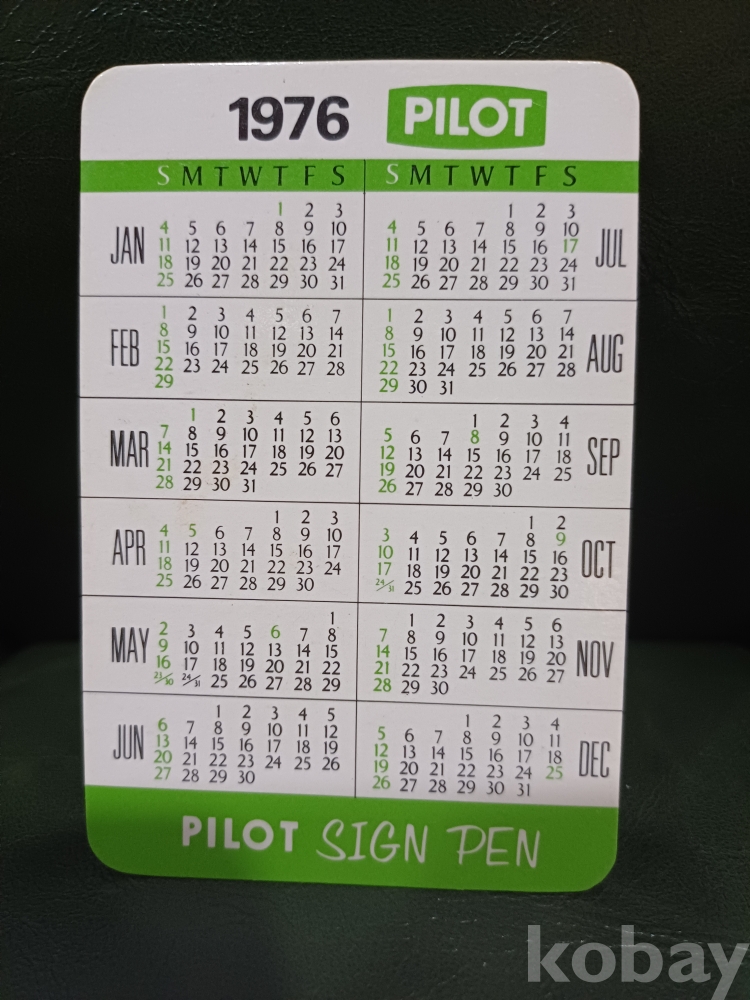 1976 PILOT
S M T W T F S
JAN
1 2 3
4 5 6 7 8 9 10
11 12 13 14 15 16 17
18 19 20 21 22 23 24
25 26 27 28 29 30 31
FEB
1 2 3 4 5 6 7
8 9 10 11 12 13 14
15 16 17 18 19 20 21
22 23 24 25 26 27 28
29
MAR
1 2 3 4 5 6
7 8 9 10 11 12 13
14 15 16 17 18 19 20
21 22 23 24 25 26 27
28 29 30 31
APR
1 2 3
4 5 6 7 8 9 10
11 12 13 14 15 16 17
18 19 20 21 22 23 24
25 26 27 28 29 30
MAY
1
2 3 4 5 6 7 8
9 10 11 12 13 14 15
16 17 18 19 20 21 22
23/30 24/31 25 26 27 28 29
JUN
1 2 3 4 5
6 7 8 9 10 11 12
13 14 15 16 17 18 19
20 21 22 23 24 25 26
27 28 29 30
S M T W T F S
JUL
1 2 3
4 5 6 7 8 9 10
11 12 13 14 15 16 17
18 19 20 21 22 23 24
25 26 27 28 29 30 31
AUG
1 2 3 4 5 6 7
8 9 10 11 12 13 14
15 16 17 18 19 20 21
22 23 24 25 26 27 28
29 30 31
SEP
1 2 3 4
5 6 7 8 9 10 11
12 13 14 15 16 17 18
19 20 21 22 23 24 25
26 27 28 29 30
OCT
1 2
3 4 5 6 7 8 9
10 11 12 13 14 15 16
17 18 19 20 21 22 23
24/31 25 26 27 28 29 30
NOV
1 2 3 4 5 6
7 8 9 10 11 12 13
14 15 16 17 18 19 20
21 22 23 24 25 26 27
28 29 30
DEC
1 2 3 4
5 6 7 8 9 10 11
12 13 14 15 16 17 18
19 20 21 22 23 24 25
26 27 28 29 30 31
PILOT SIGN PEN
kobay